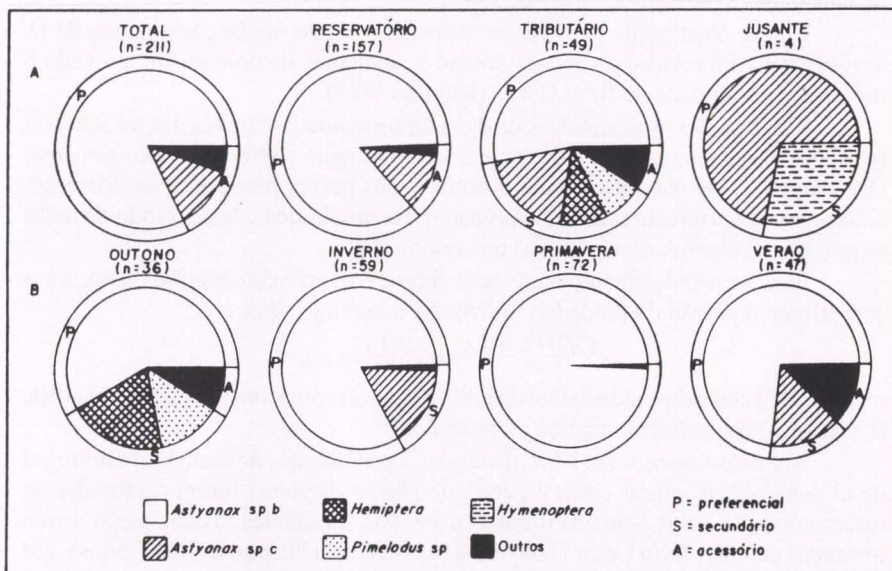 TOTAL RESERVATÓRIO TRIBUTÁRIO JUSANTE
(n=211) (n=157) (n=49) (n=4)
A P A P A P A S P S
OUTONO INVERNO PRIMAVERA VERAO
(n=36) (n=59) (n=72) (n=47)
B P A S P S P P A S
Astyanax sp b Hemiptera Hymenoptera P=preferencial
S=secundário
Astyanax sp c Pimelodus sp Outros A=acessório